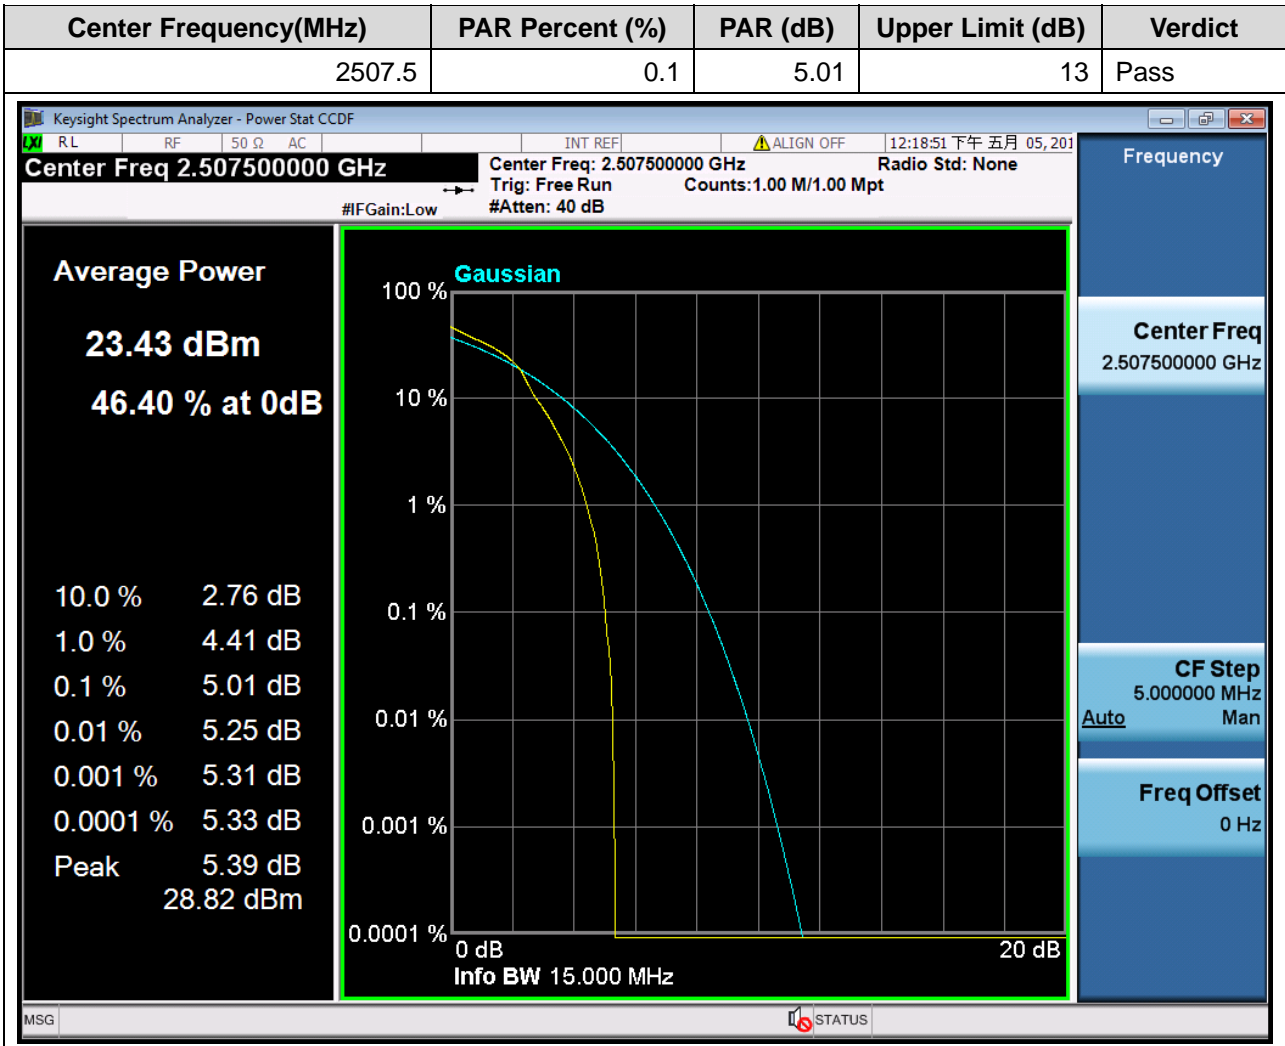 Center Frequency(MHz) PAR Percent (%) PAR (dB) Upper Limit (dB) Verdict
2507.5 0.1 5.01 13 Pass
Keysight Spectrum Analyzer - Power Stat CCDF
LXI RL RF 50 Ω AC INT REF ALIGN OFF 12:18:51 下午 五月 05, 201
Center Freq 2.507500000 GHz
Center Freq: 2.507500000 GHz Radio Std: None
Trig: Free Run Counts:1.00 M/1.00 Mpt
#IFGain:Low #Atten: 40 dB
Average Power
23.43 dBm
46.40 % at 0dB
10.0 % 2.76 dB
1.0 % 4.41 dB
0.1 % 5.01 dB
0.01 % 5.25 dB
0.001 % 5.31 dB
0.0001 % 5.33 dB
Peak 5.39 dB
28.82 dBm
Gaussian
100 %
10 %
1 %
0.1 %
0.01 %
0.001 %
0.0001 %
0 dB 20 dB
Info BW 15.000 MHz
Frequency
Center Freq
2.507500000 GHz
CF Step
5.000000 MHz
Auto Man
Freq Offset
0 Hz
MSG STATUS